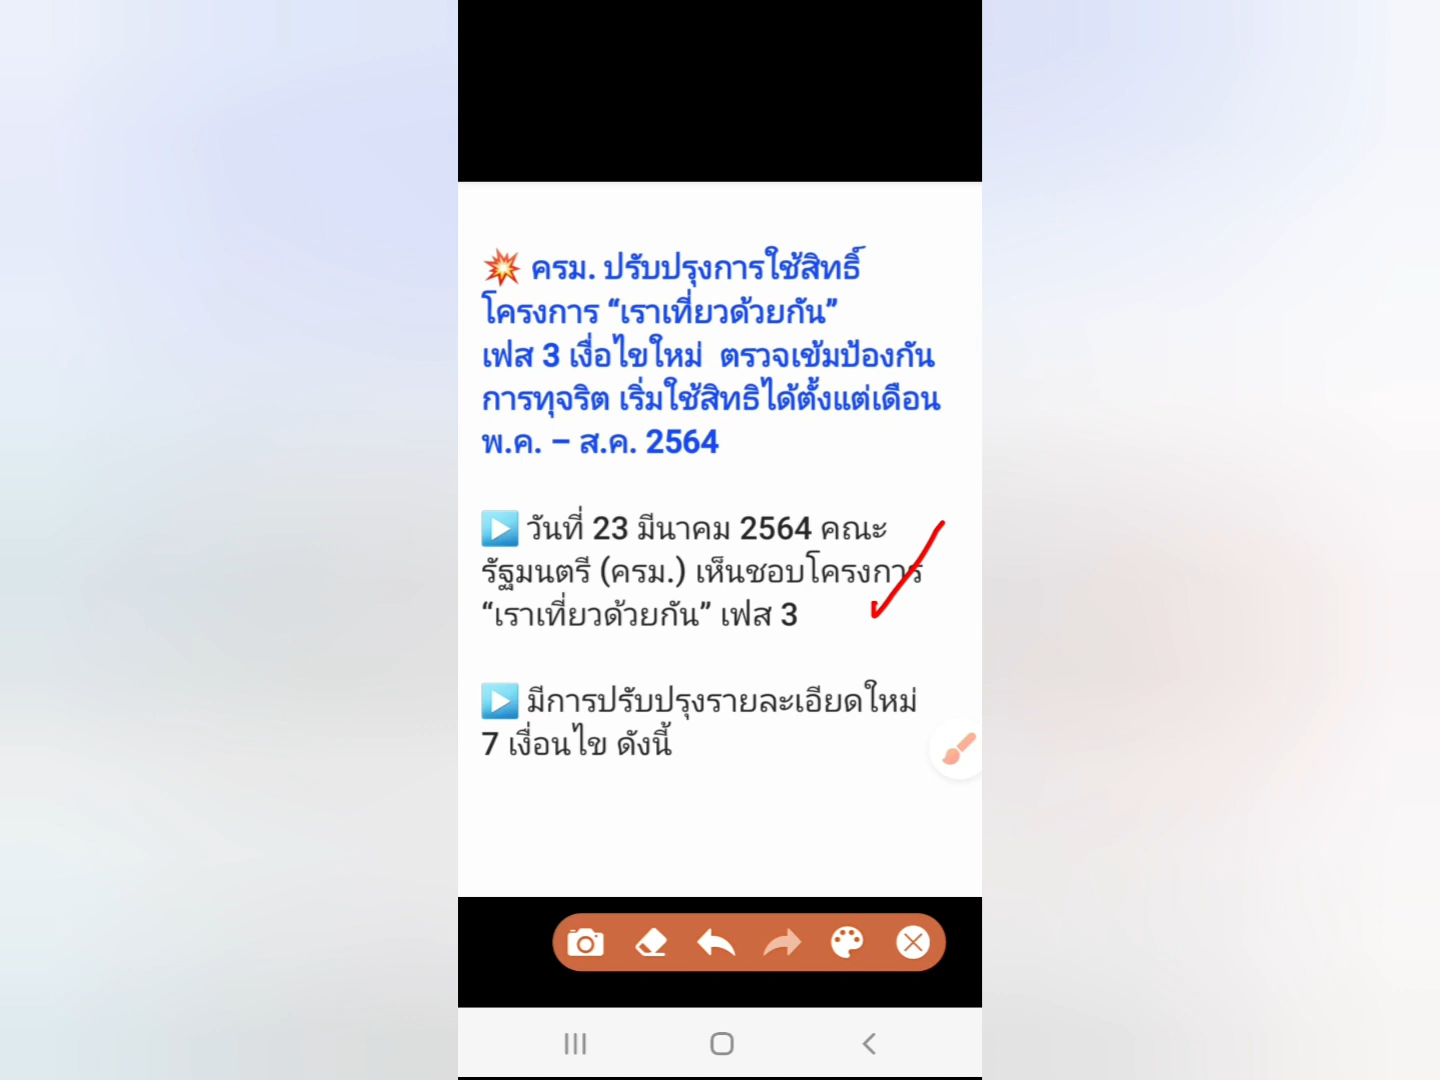 💥 ครม. ปรับปรุงการใช้สิทธิ์
โครงการ “เราเที่ยวด้วยกัน”
เฟส 3 เงื่อไขใหม่ ตรวจเข้มป้องกัน
การทุจริต เริ่มใช้สิทธิได้ตั้งแต่เดือน
พ.ค. – ส.ค. 2564
▶️ วันที่ 23 มีนาคม 2564 คณะ
รัฐมนตรี (ครม.) เห็นชอบโครงการ
“เราเที่ยวด้วยกัน” เฟส 3
▶️ มีการปรับปรุงรายละเอียดใหม่
7 เงื่อนไข ดังนี้